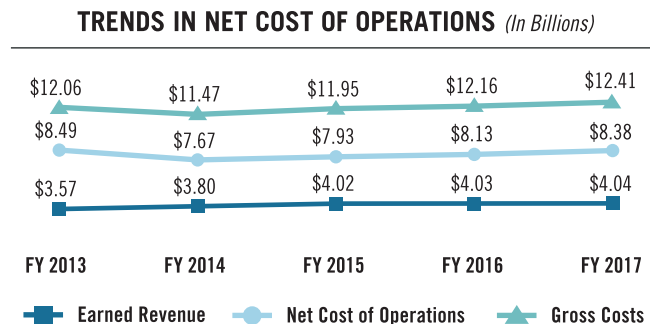 TRENDS IN NET COST OF OPERATIONS (In Billions)
$12.06 $11.47 $11.95 $12.16 $12.41
$8.49 $7.67 $7.93 $8.13 $8.38
$3.57 $3.80 $4.02 $4.03 $4.04
FY 2013 FY 2014 FY 2015 FY 2016 FY 2017
Earned Revenue Net Cost of Operations Gross Costs